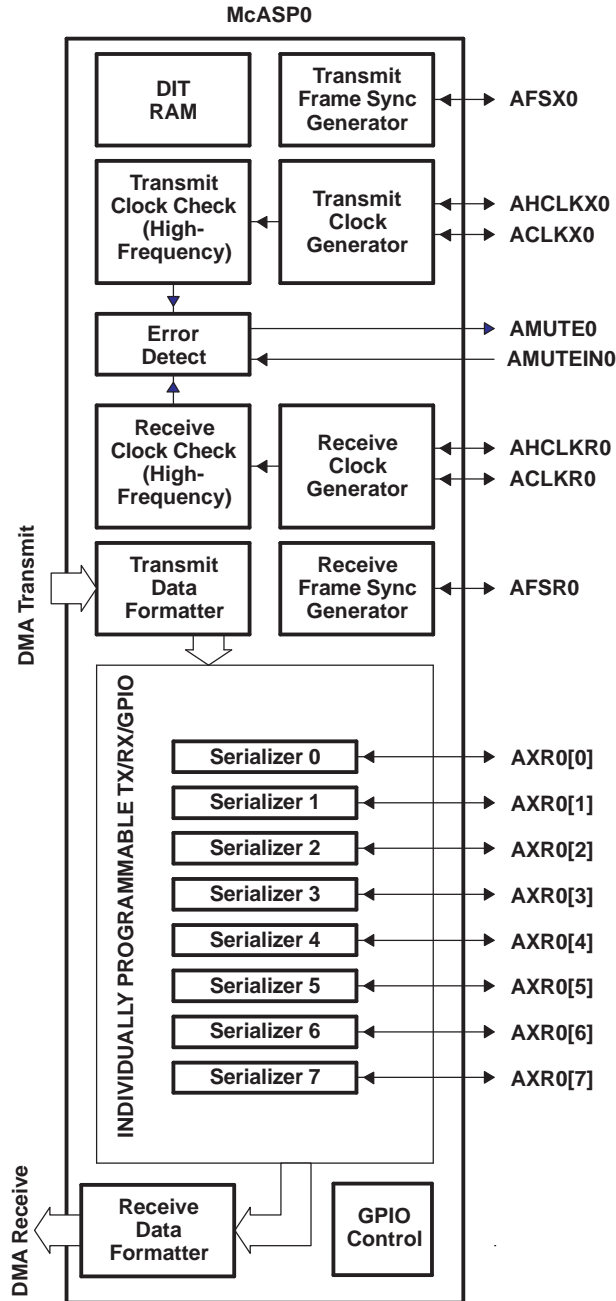 McASP0
DIT
RAM
Transmit
Frame Sync
Generator
AFSX0
Transmit
Clock Check
(High-
Frequency)
Transmit
Clock
Generator
AHCLKX0
ACLKX0
Error
Detect
AMUTE0
AMUTEIN0
Receive
Clock Check
(High-
Frequency)
Receive
Clock
Generator
AHCLKR0
ACLKR0
DMA Transmit
Transmit
Data
Formatter
Receive
Frame Sync
Generator
AFSR0
INDIVIDUALLY PROGRAMMABLE TX/RX/GPIO
Serializer 0
AXR0[0]
Serializer 1
AXR0[1]
Serializer 2
AXR0[2]
Serializer 3
AXR0[3]
Serializer 4
AXR0[4]
Serializer 5
AXR0[5]
Serializer 6
AXR0[6]
Serializer 7
AXR0[7]
DMA Receive
Receive
Data
Formatter
GPIO
Control